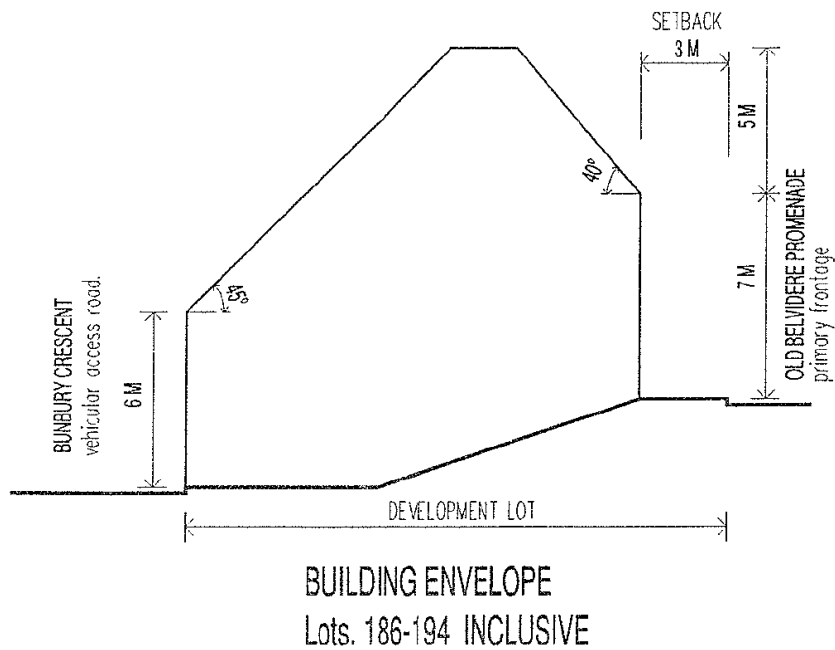 SETBACK
3 M
5 M
40°
OLD BELVIDERE PROMENADE
primary frontage
7 M
45°
BUNBURY CRESCENT
vehicular access road.
6 M
DEVELOPMENT LOT
BUILDING ENVELOPE
Lots. 186-194 INCLUSIVE